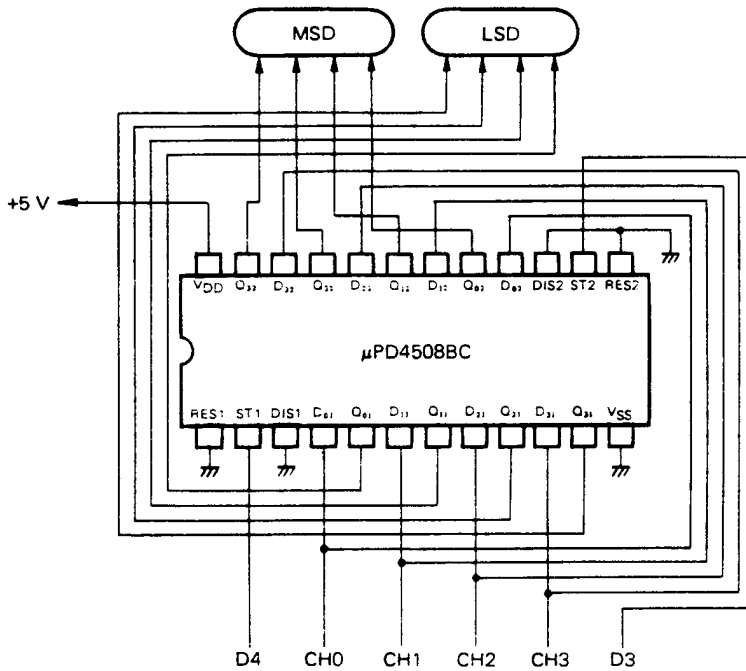 MSD LSD
+5 V
VDD Q32 D32 Q22 D22 Q12 D12 Q02 D02 DIS2 ST2 RES2
μPD4508BC
RES1 ST1 DIS1 D01 Q01 D11 Q11 D21 Q21 D31 Q31 VSS
D4 CH0 CH1 CH2 CH3 D3